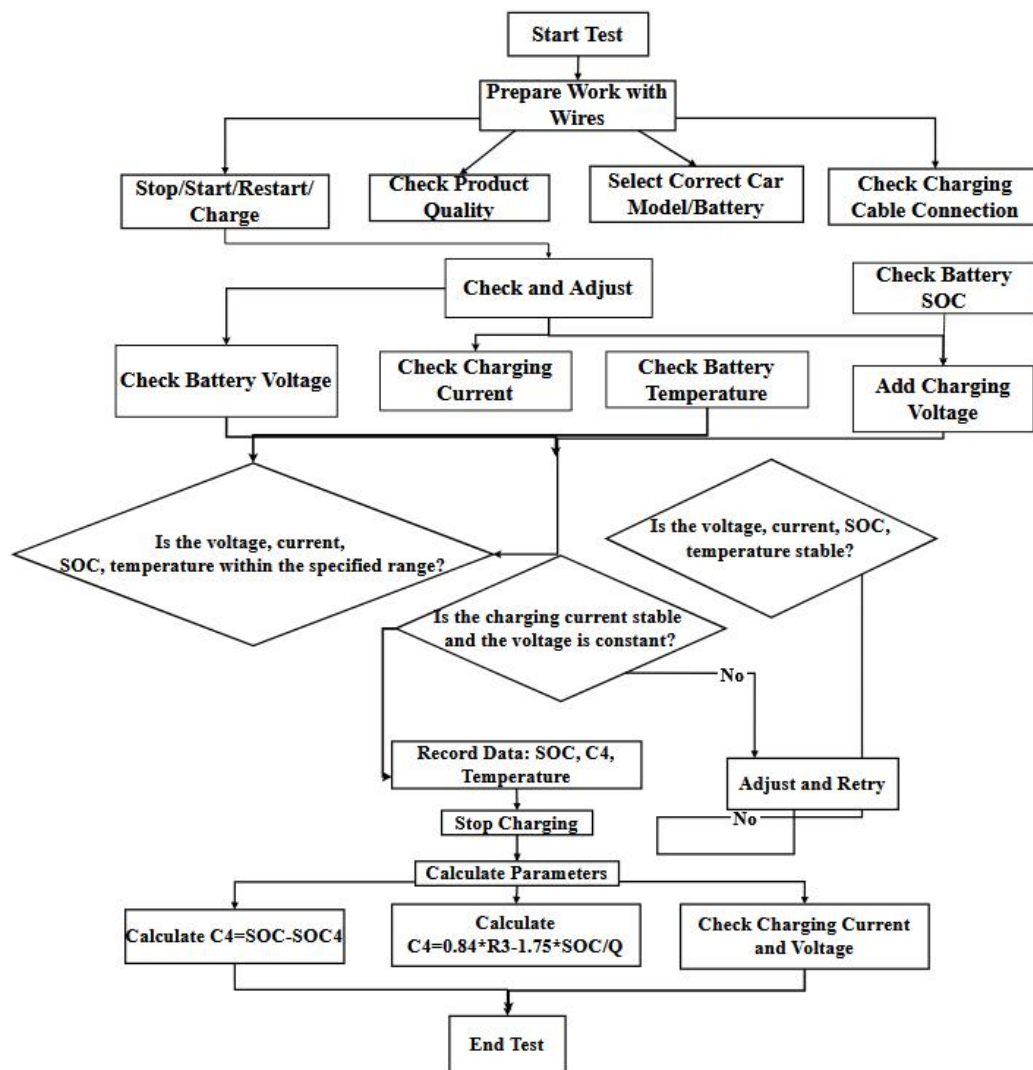 Start Test
Prepare Work with
Wires
Stop/Start/Restart/
Charge
Check Product
Quality
Select Correct Car
Model/Battery
Check Charging
Cable Connection
Check and Adjust
Check Battery
SOC
Check Battery Voltage
Check Charging
Current
Check Battery
Temperature
Add Charging
Voltage
Is the voltage, current,
SOC, temperature within the specified range?
Is the voltage, current, SOC,
temperature stable?
Is the charging current stable
and the voltage is constant?
No
Record Data: SOC, C4,
Temperature
Adjust and Retry
No
Stop Charging
Calculate Parameters
Calculate C4=SOC-SOC4
Calculate
C4=0.84*R3-1.75*SOC/Q
Check Charging Current
and Voltage
End Test